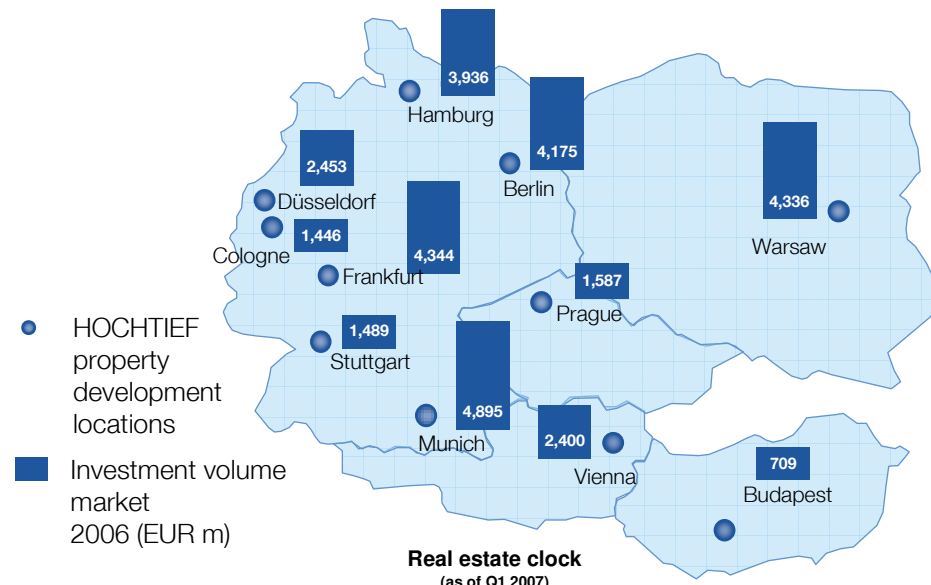 3,936
Hamburg
4,175
Berlin
2,453
Düsseldorf
4,336
Warsaw
1,446
Cologne
4,344
Frankfurt
1,587
Prague
1,489
Stuttgart
HOCHTIEF
property
development
locations
4,895
Munich
2,400
Vienna
709
Budapest
Investment volume
market
2006 (EUR m)
Real estate clock
(as of Q1 2007)